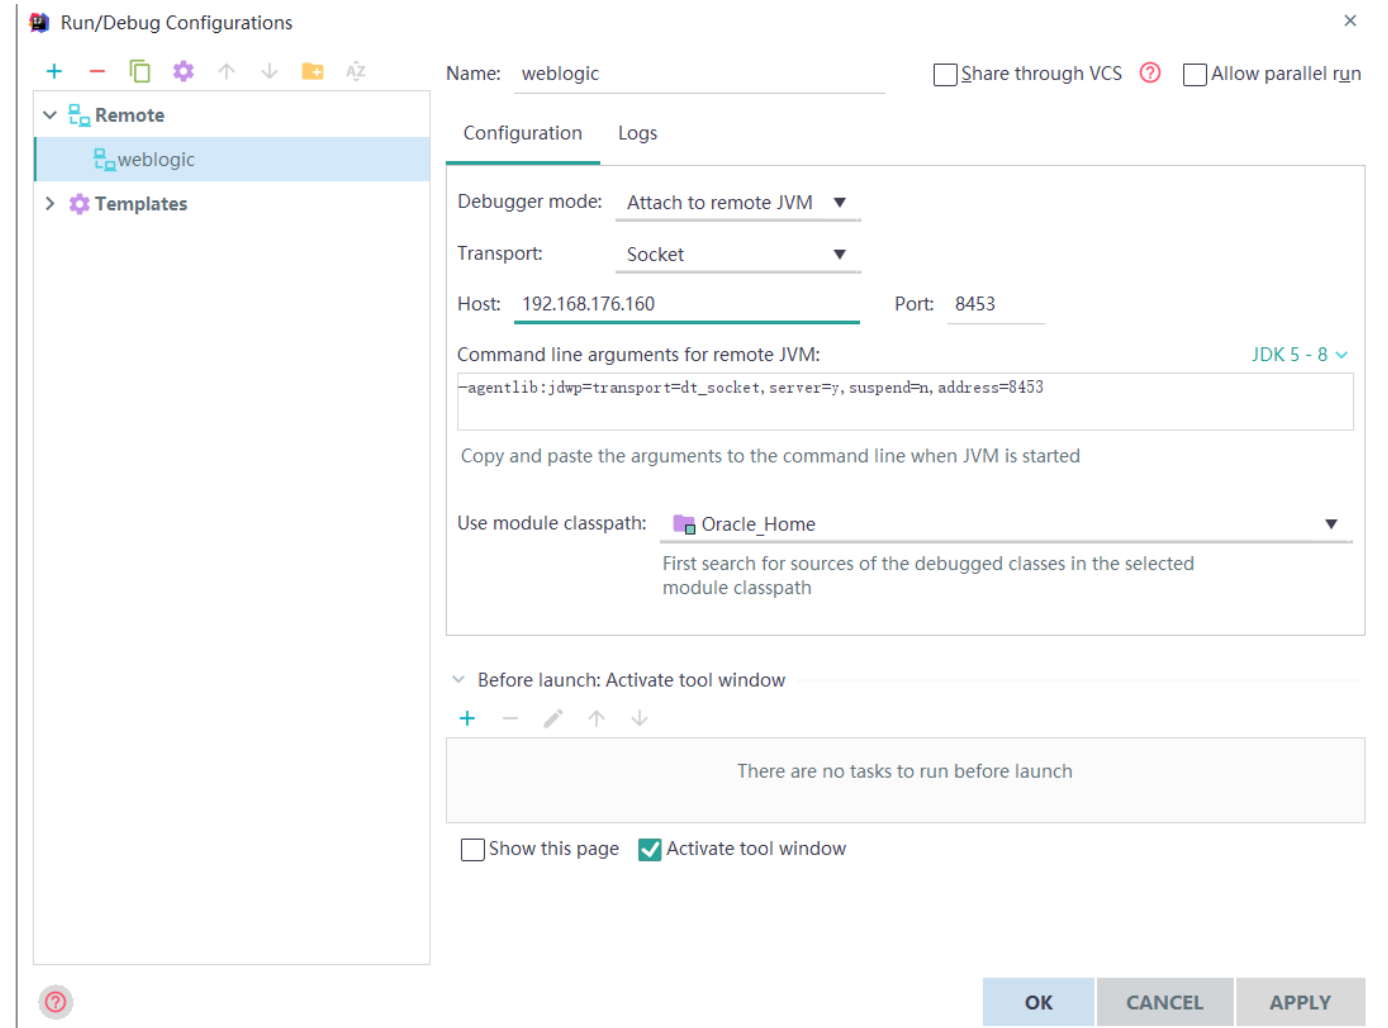 Run/Debug Configurations
Name: weblogic
Share through VCS
Allow parallel run
Remote
weblogic
Templates
Configuration Logs
Debugger mode: Attach to remote JVM
Transport: Socket
Host: 192.168.176.160 Port: 8453
Command line arguments for remote JVM: JDK 5 - 8
-agentlib:jdwp=transport=dt_socket,server=y,suspend=n,address=8453
Copy and paste the arguments to the command line when JVM is started
Use module classpath: Oracle_Home
First search for sources of the debugged classes in the selected
module classpath
Before launch: Activate tool window
There are no tasks to run before launch
Show this page Activate tool window
OK CANCEL APPLY